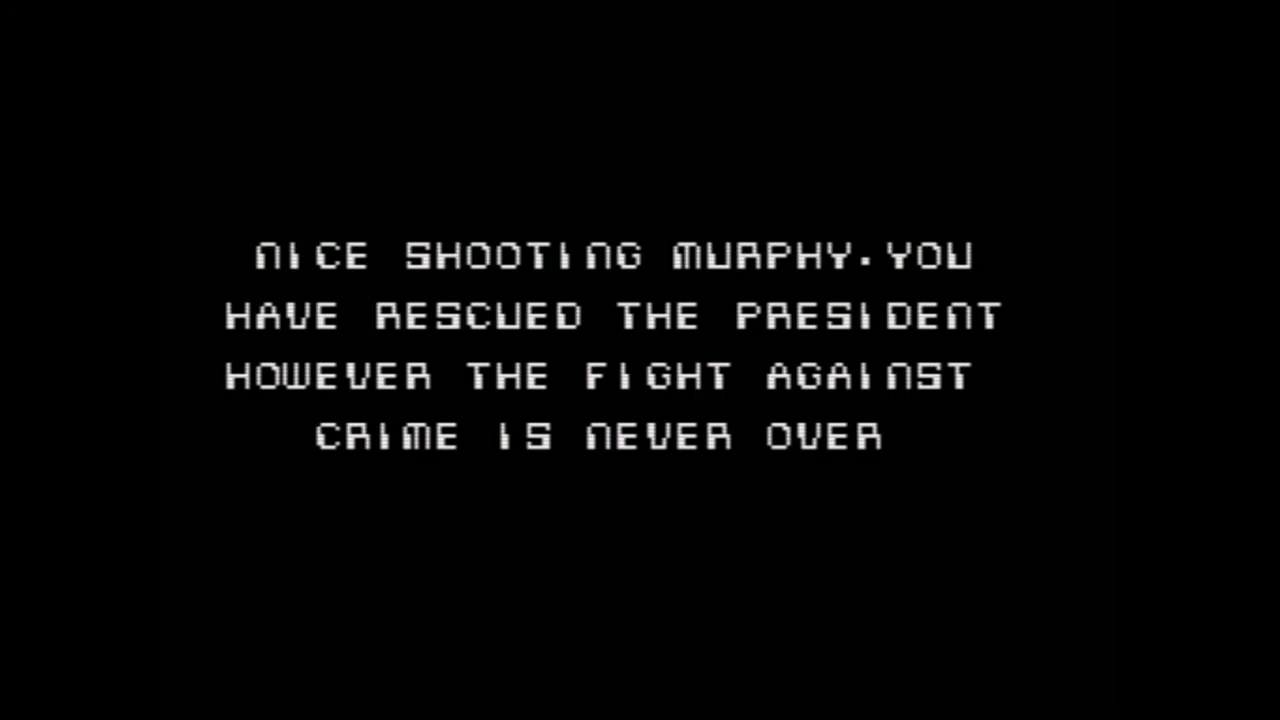 NICE SHOOTING MURPHY.YOU
HAVE RESCUED THE PRESIDENT
HOWEVER THE FIGHT AGAINST
CRIME IS NEVER OVER